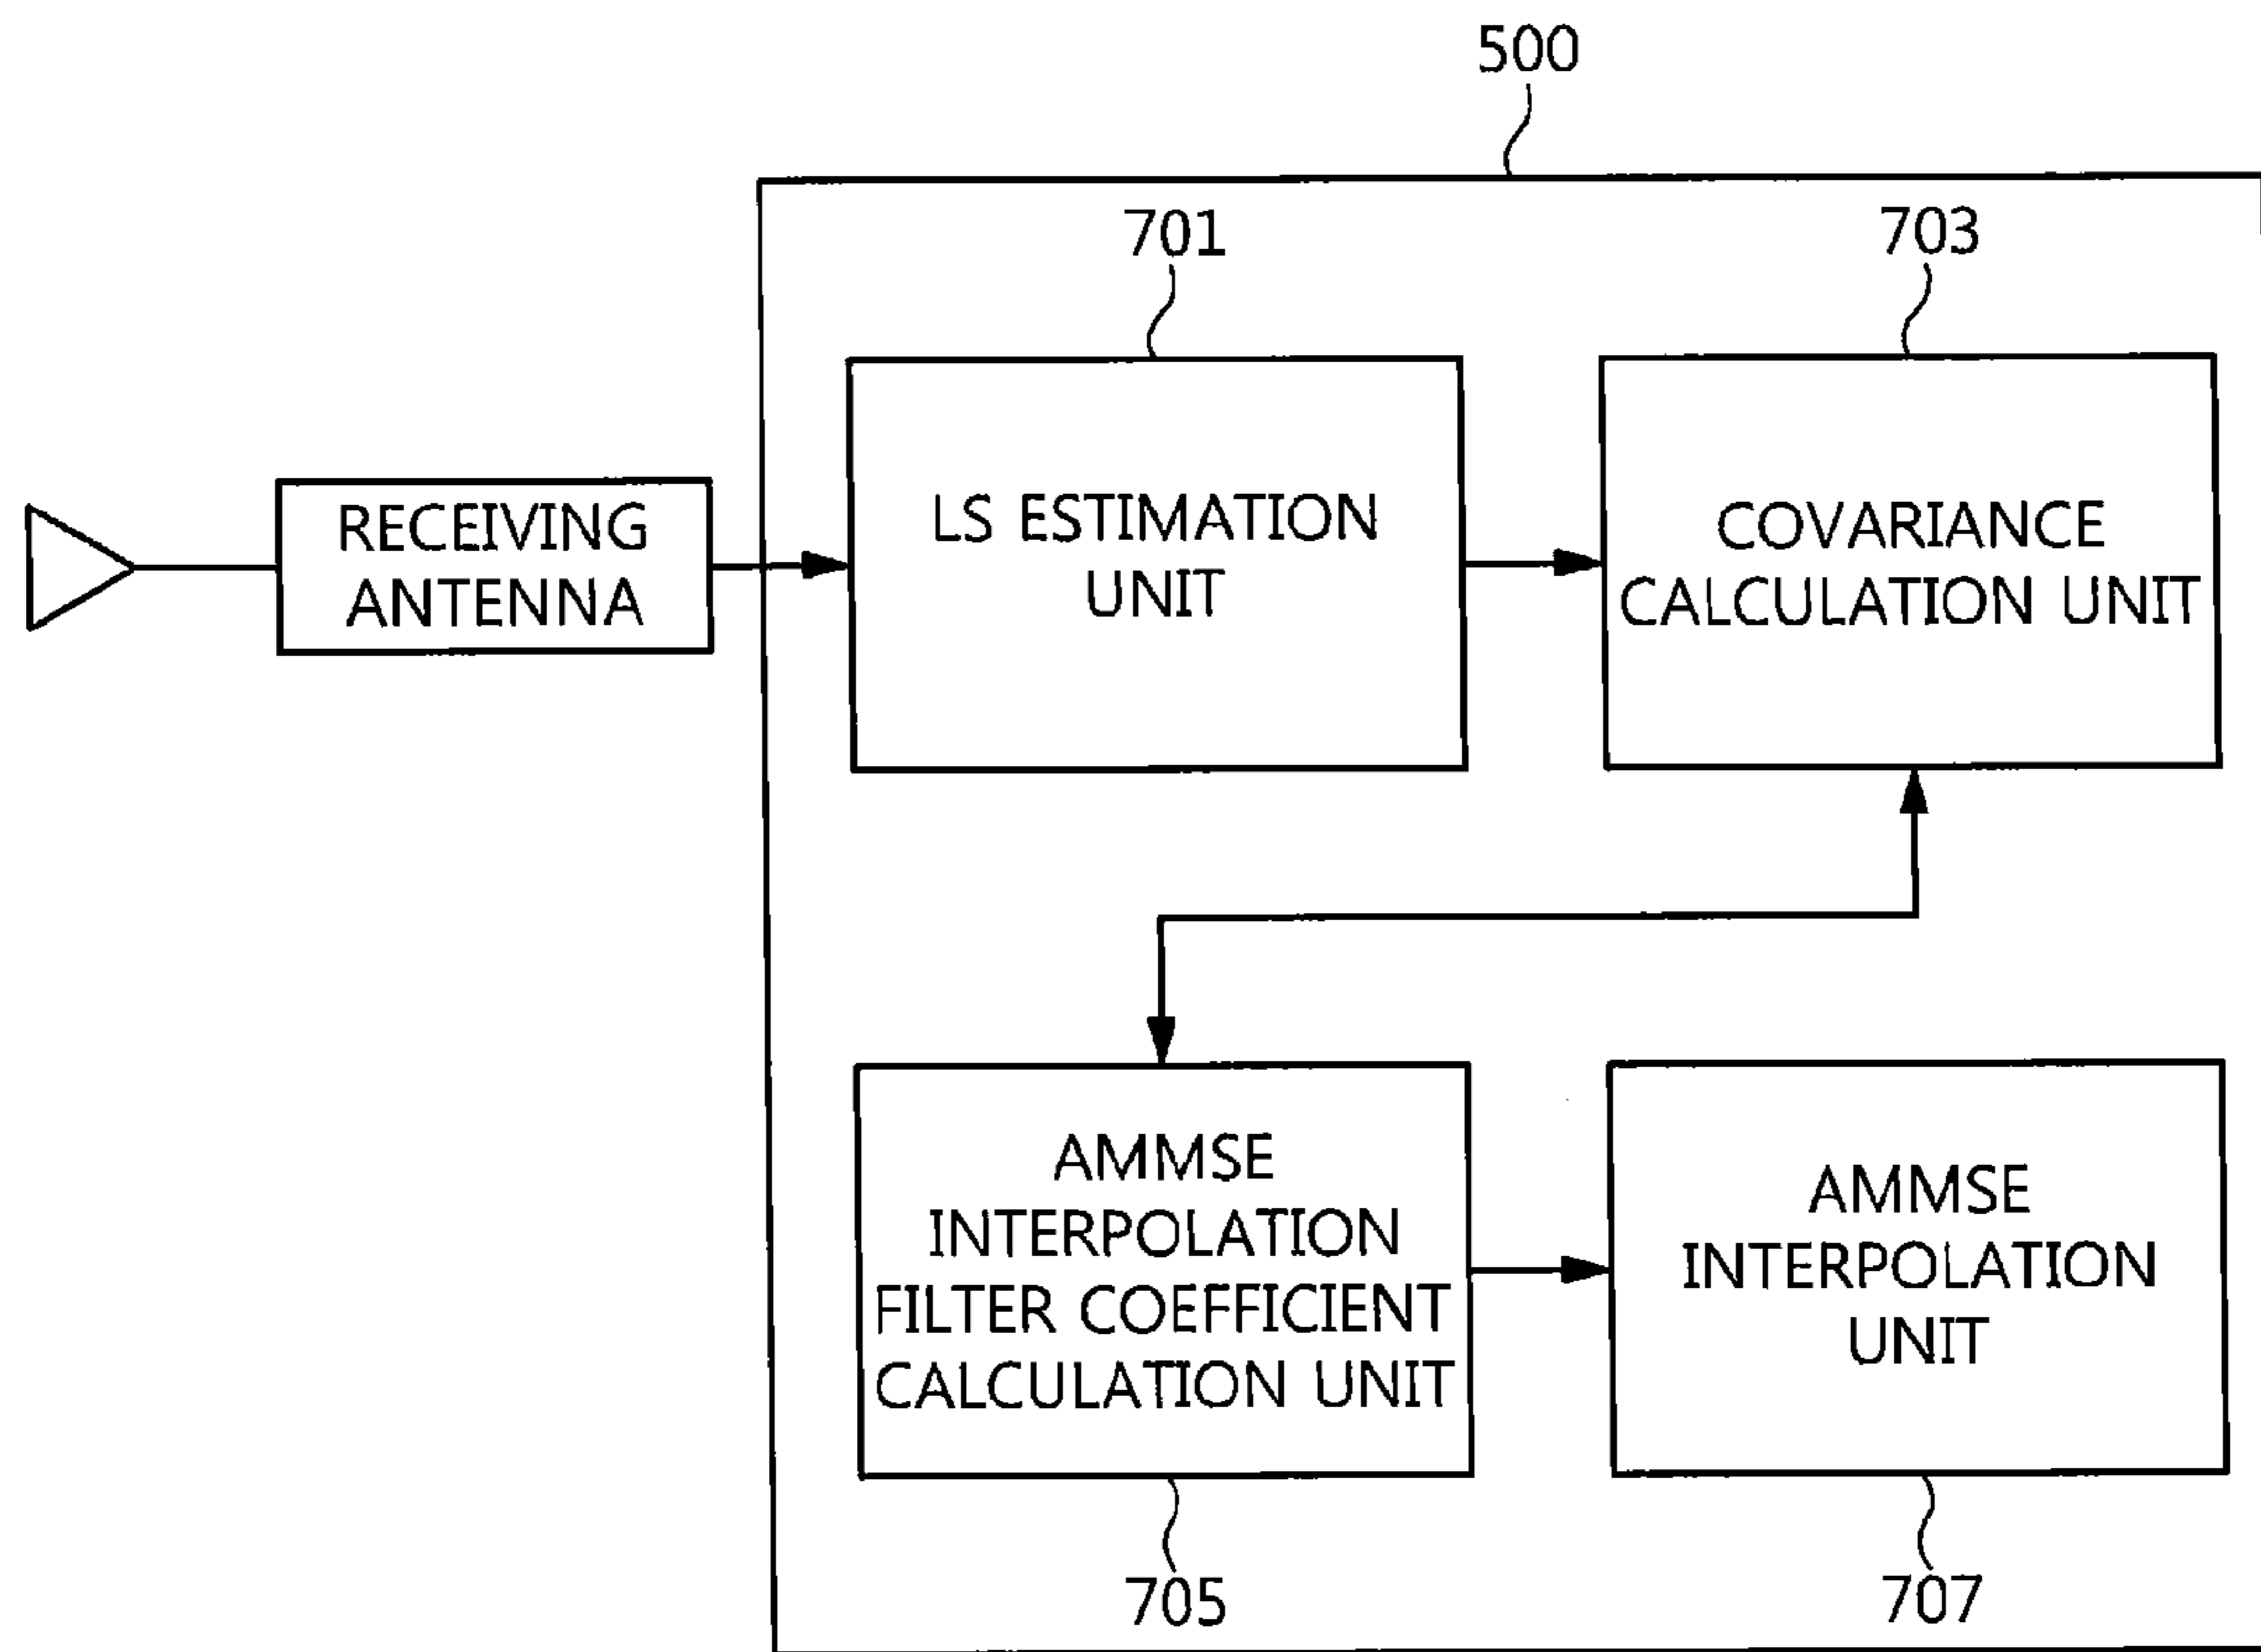 500
701
703
RECEIVING
ANTENNA
LS ESTIMATION
UNIT
COVARIANCE
CALCULATION UNIT
AMMSE
INTERPOLATION
FILTER COEFFICIENT
CALCULATION UNIT
AMMSE
INTERPOLATION
UNIT
705
707